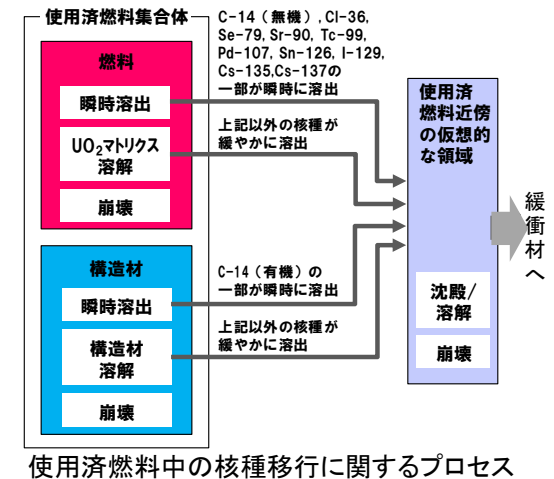 使用済燃料集合体
燃料
瞬時溶出
UO₂マトリクス
溶解
崩壊
構造材
瞬時溶出
構造材
溶解
崩壊
C-14（無機）,Cl-36,
Se-79, Sr-90, Tc-99,
Pd-107, Sn-126, I-129,
Cs-135,Cs-137の
一部が瞬時に溶出
上記以外の核種が
緩やかに溶出
C-14（有機）の
一部が瞬時に溶出
上記以外の核種が
緩やかに溶出
使用済
燃料近傍
の仮想的
な領域
沈殿/
溶解
崩壊
緩衝材へ
使用済燃料中の核種移行に関するプロセス